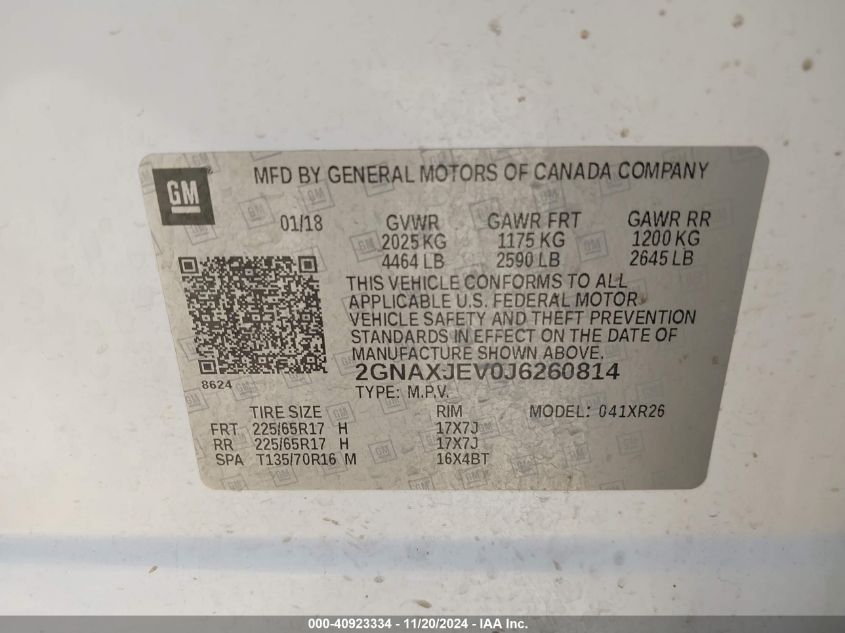 GM
MFD BY GENERAL MOTORS OF CANADA COMPANY
01/18 GVWR GAWR FRT GAWR RR
2025 KG 1175 KG 1200 KG
4464 LB 2590 LB 2645 LB
THIS VEHICLE CONFORMS TO ALL
APPLICABLE U.S. FEDERAL MOTOR
VEHICLE SAFETY AND THEFT PREVENTION
STANDARDS IN EFFECT ON THE DATE OF
MANUFACTURE SHOWN ABOVE.
8624 2GNAXJEV0J6260814
TYPE: M.P.V.
TIRE SIZE RIM MODEL: 041XR26
FRT 225/65R17 H 17X7J
RR 225/65R17 H 17X7J
SPA T135/70R16 M 16X4BT
000-40923334 - 11/20/2024 - IAA Inc.